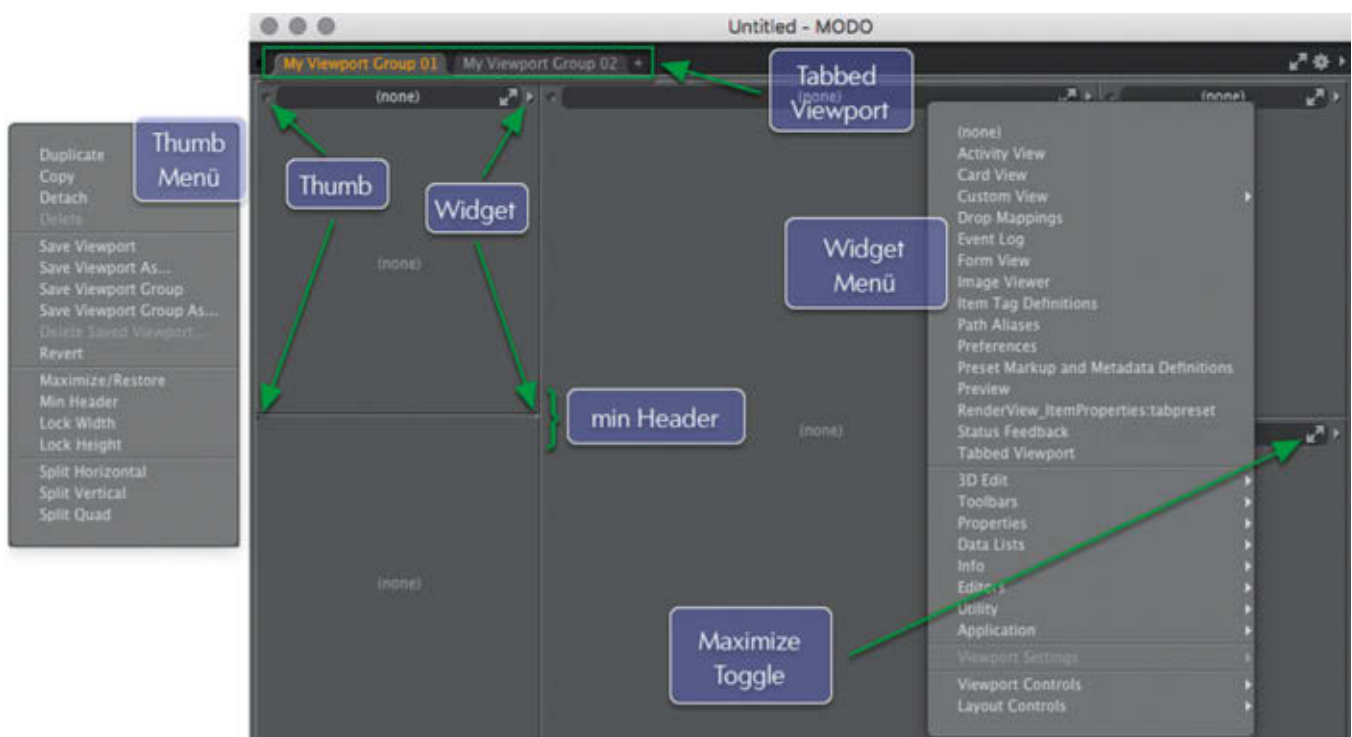 Untitled - MODO
My Viewport Group 01
My Viewport Group 02
+
Tabbed
Viewport
(none)
(none)
(none)
Thumb
Menü
Duplicate
Copy
Detach
Delete
Save Viewport
Save Viewport As...
Save Viewport Group
Save Viewport Group As...
Delete Saved Viewport...
Revert
Maximize/Restore
Min Header
Lock Width
Lock Height
Split Horizontal
Split Vertical
Split Quad
Thumb
Widget
(none)
min Header
(none)
(none)
Widget
Menü
(none)
Activity View
Card View
Custom View
Drop Mappings
Event Log
Form View
Image Viewer
Item Tag Definitions
Path Aliases
Preferences
Preset Markup and Metadata Definitions
Preview
RenderView_ItemProperties:tabpreset
Status Feedback
Tabbed Viewport
3D Edit
Toolbars
Properties
Data Lists
Info
Editors
Utility
Application
Viewport Settings
Viewport Controls
Layout Controls
Maximize
Toggle